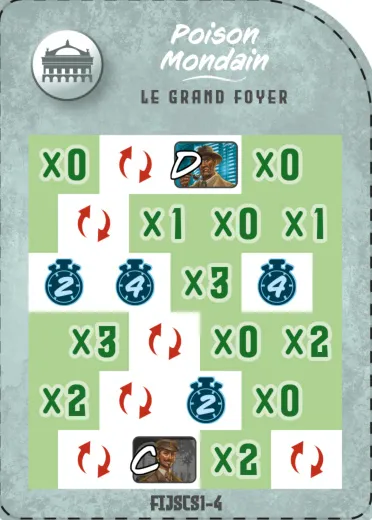 Poison
Mondain
LE GRAND FOYER
X0 D X0
X1 X0 X1
2 4 X3 4
X3 X0 X2
X2 2 X0
C X2
FIJSCS1-4